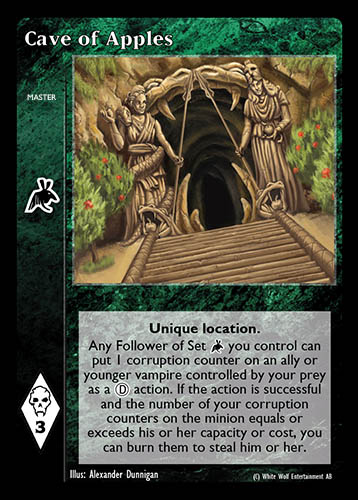 Cave of Apples
MASTER
Unique location.
Any Follower of Set you control can
put 1 corruption counter on an ally or
younger vampire controlled by your prey
as a Ⓓ action. If the action is successful
and the number of your corruption
counters on the minion equals or
exceeds his or her capacity or cost, you
can burn them to steal him or her.
3
Illus: Alexander Dunnigan
(C) White Wolf Entertainment AB